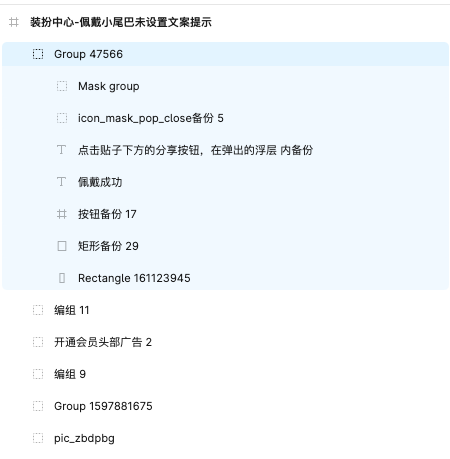 装扮中心-佩戴小尾巴未设置文案提示
Group 47566
Mask group
icon_mask_pop_close备份 5
点击贴子下方的分享按钮，在弹出的浮层 内备份
佩戴成功
按钮备份 17
矩形备份 29
Rectangle 161123945
编组 11
开通会员头部广告 2
编组 9
Group 1597881675
pic_zbdpbg